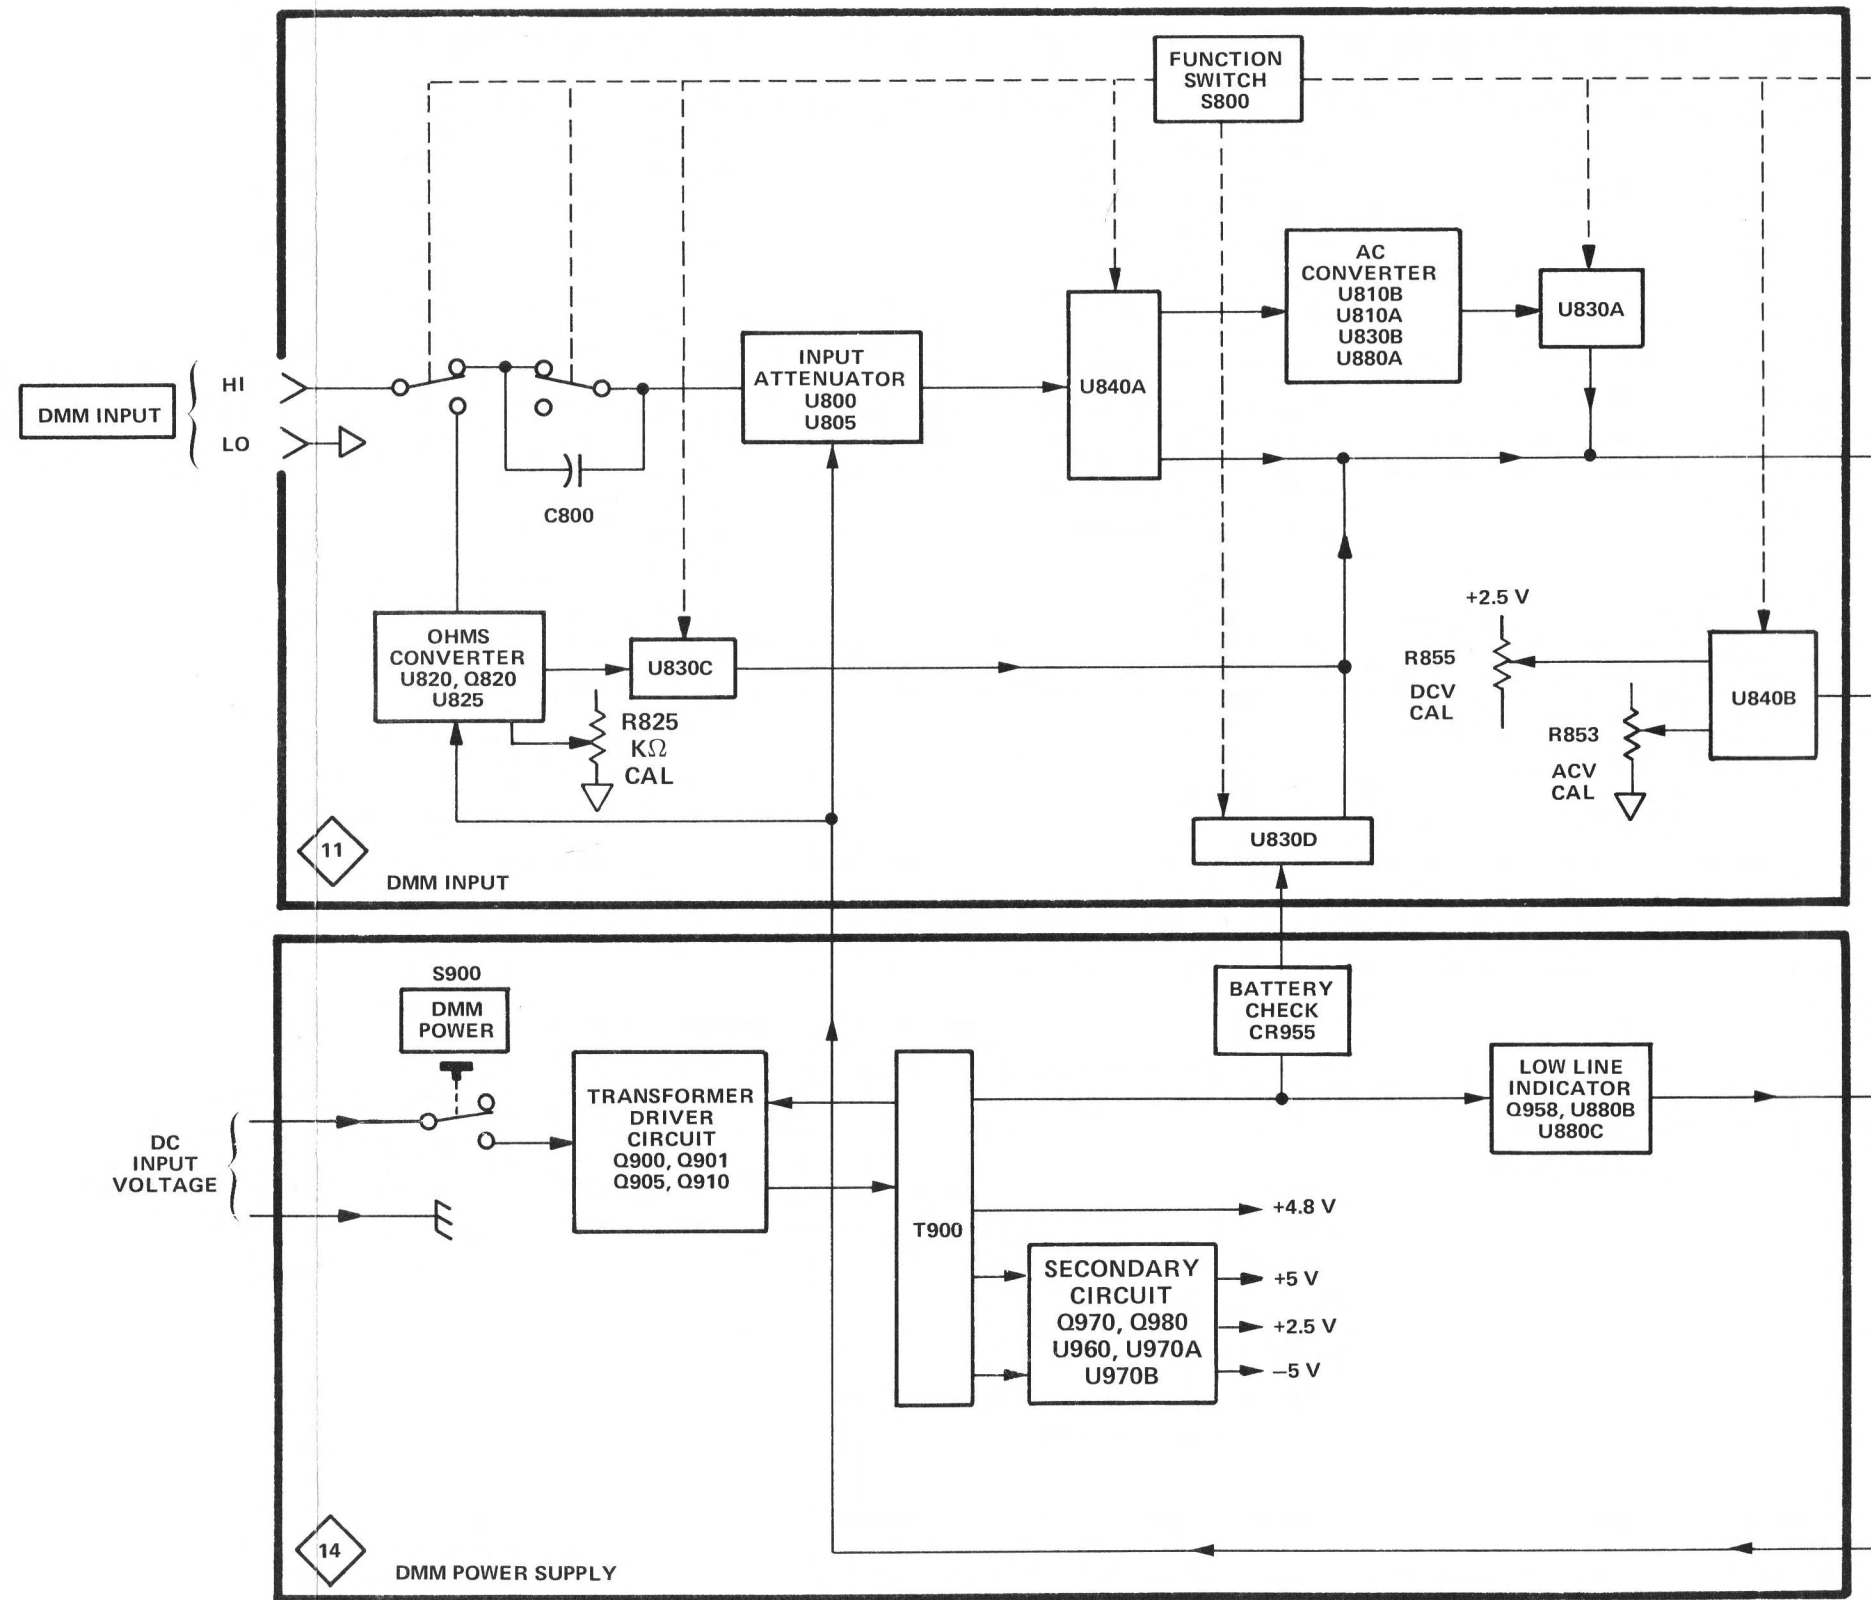 FUNCTION
SWITCH
S800
AC
CONVERTER
U810B
U810A
U830B
U880A
U830A
INPUT
ATTENUATOR
U800
U805
U840A
DMM INPUT
HI
LO
C800
+2.5 V
R855
DCV
CAL
R853
ACV
CAL
U840B
OHMS
CONVERTER
U820, Q820
U825
U830C
R825
KΩ
CAL
U830D
11
DMM INPUT
S900
DMM
POWER
BATTERY
CHECK
CR955
TRANSFORMER
DRIVER
CIRCUIT
Q900, Q901
Q905, Q910
LOW LINE
INDICATOR
Q958, U880B
U880C
DC
INPUT
VOLTAGE
T900
+4.8 V
SECONDARY
CIRCUIT
Q970, Q980
U960, U970A
U970B
+5 V
+2.5 V
–5 V
14
DMM POWER SUPPLY